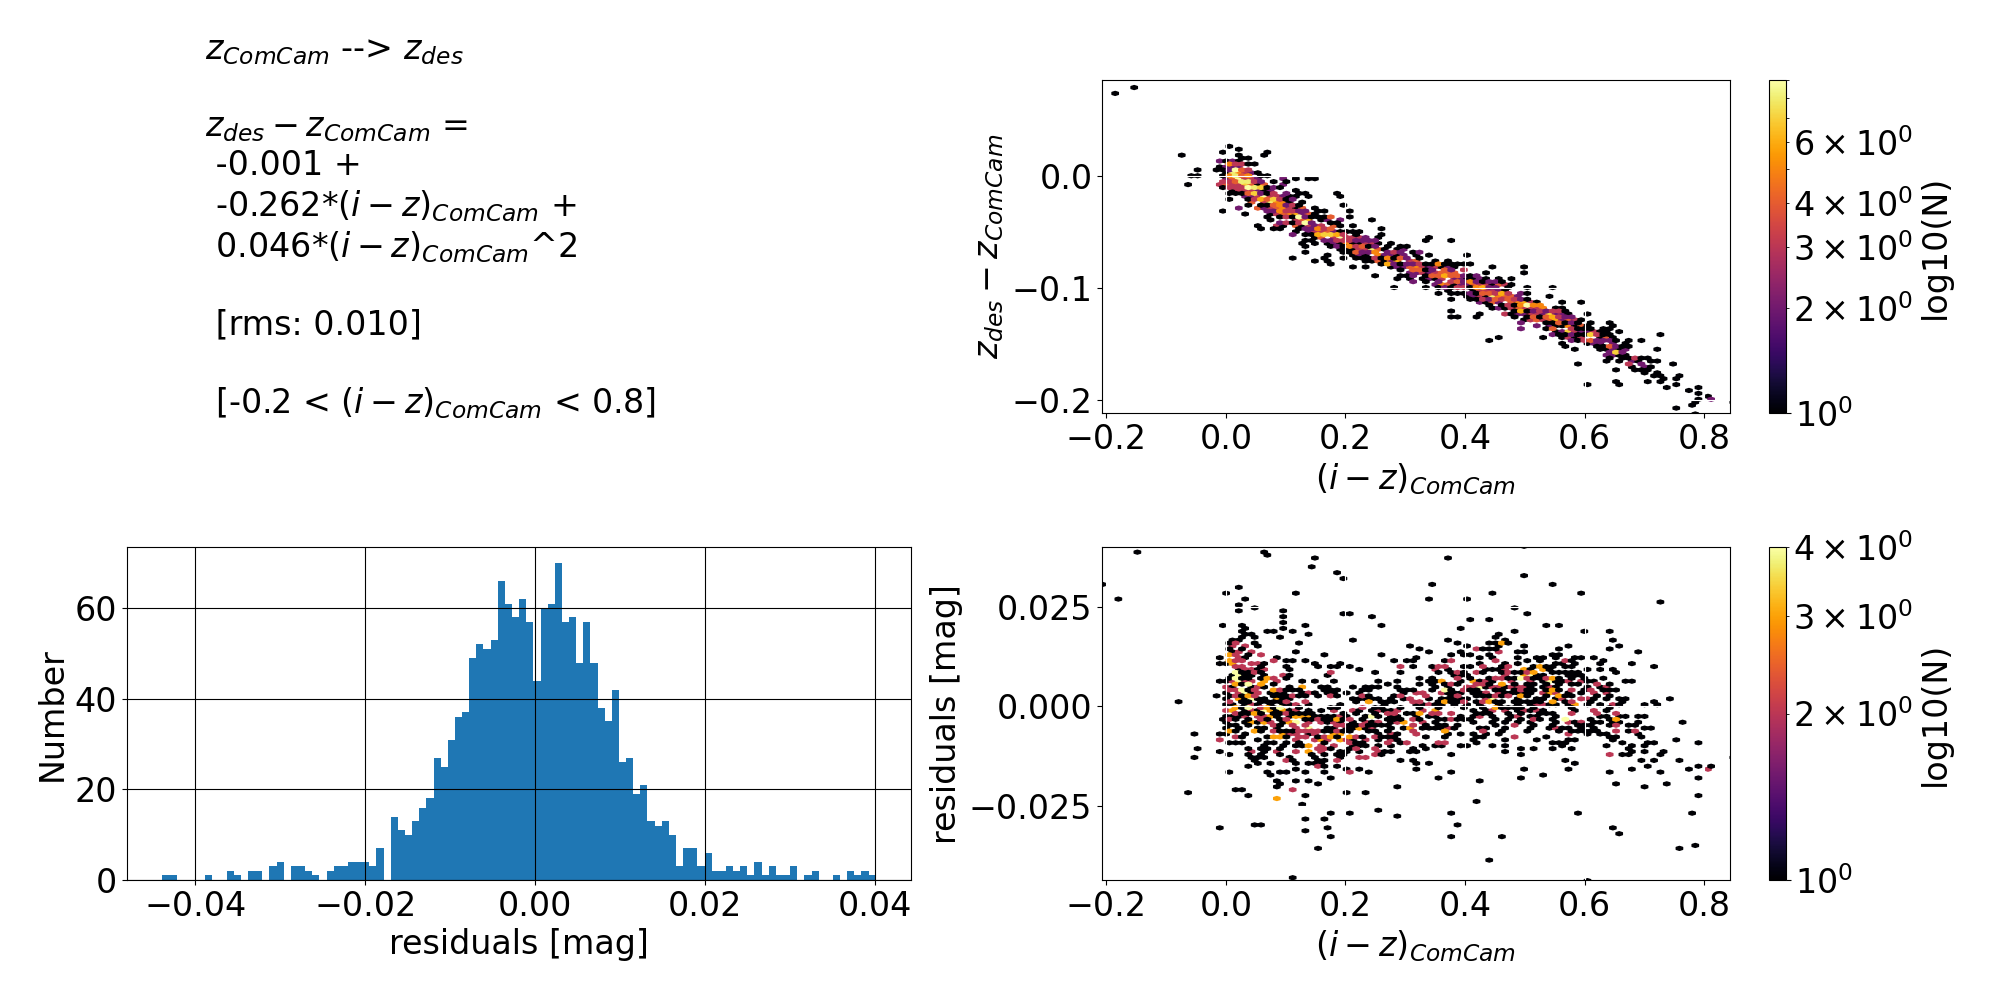 z_ComCam --> z_des
z_des − z_ComCam =
-0.001 +
-0.262*(i − z)_ComCam +
0.046*(i − z)_ComCam^2
[rms: 0.010]
[-0.2 < (i − z)_ComCam < 0.8]
z_des − z_ComCam
0.0
−0.1
−0.2
−0.2 0.0 0.2 0.4 0.6 0.8
(i − z)_ComCam
6 × 10^0
4 × 10^0
3 × 10^0
2 × 10^0
10^0
log10(N)
Number
60
40
20
0
−0.04 −0.02 0.00 0.02 0.04
residuals [mag]
residuals [mag]
0.025
0.000
−0.025
−0.2 0.0 0.2 0.4 0.6 0.8
(i − z)_ComCam
4 × 10^0
3 × 10^0
2 × 10^0
10^0
log10(N)